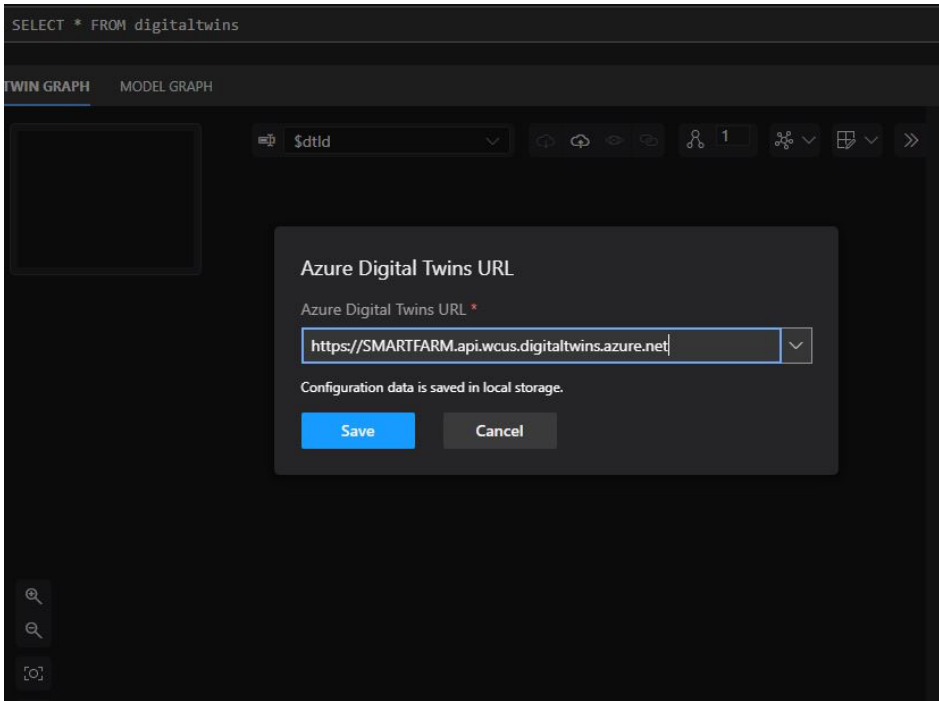 SELECT * FROM digitaltwins
TWIN GRAPH MODEL GRAPH
$dtId 1
Azure Digital Twins URL
Azure Digital Twins URL *
https://SMARTFARM.api.wcus.digitaltwins.azure.net
Configuration data is saved in local storage.
Save Cancel